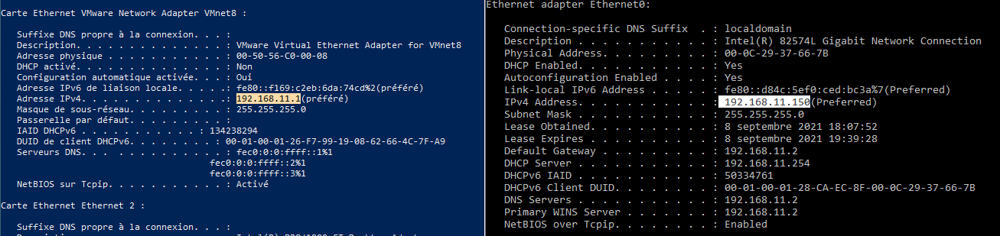 Carte Ethernet VMware Network Adapter VMnet8 :
Suffixe DNS propre à la connexion. . . :
Description. . . . . . . . . . . . . . : VMware Virtual Ethernet Adapter for VMnet8
Adresse physique . . . . . . . . . . . : 00-50-56-C0-00-08
DHCP activé. . . . . . . . . . . . . . : Non
Configuration automatique activée. . . : Oui
Adresse IPv6 de liaison locale. . . . .: fe80::f169:c2eb:6da:74cd%2(préféré)
Adresse IPv4. . . . . . . . . . . . . .: 192.168.11.1(préféré)
Masque de sous-réseau. . . . . . . . . : 255.255.255.0
Passerelle par défaut. . . . . . . . . :
IAID DHCPv6 . . . . . . . . . . . : 134238294
DUID de client DHCPv6. . . . . . . . : 00-01-00-01-26-F7-99-19-08-62-66-4C-7F-A9
Serveurs DNS. . . . . . . . . . . . . : fec0:0:0:ffff::1%1
fec0:0:0:ffff::2%1
fec0:0:0:ffff::3%1
NetBIOS sur Tcpip. . . . . . . . . . . : Activé
Carte Ethernet Ethernet 2 :
Suffixe DNS propre à la connexion. . . :
Ethernet adapter Ethernet0:
Connection-specific DNS Suffix . : localdomain
Description . . . . . . . . . . . : Intel(R) 82574L Gigabit Network Connection
Physical Address. . . . . . . . . : 00-0C-29-37-66-7B
DHCP Enabled. . . . . . . . . . . : Yes
Autoconfiguration Enabled . . . . : Yes
Link-local IPv6 Address . . . . . : fe80::d84c:5ef0:ced:bc3a%7(Preferred)
IPv4 Address. . . . . . . . . . . : 192.168.11.150(Preferred)
Subnet Mask . . . . . . . . . . . : 255.255.255.0
Lease Obtained. . . . . . . . . . : 8 septembre 2021 18:07:52
Lease Expires . . . . . . . . . . : 8 septembre 2021 19:39:28
Default Gateway . . . . . . . . . : 192.168.11.2
DHCP Server . . . . . . . . . . . : 192.168.11.254
DHCPv6 IAID . . . . . . . . . . . : 50334761
DHCPv6 Client DUID. . . . . . . . : 00-01-00-01-28-CA-EC-8F-00-0C-29-37-66-7B
DNS Servers . . . . . . . . . . . : 192.168.11.2
Primary WINS Server . . . . . . . : 192.168.11.2
NetBIOS over Tcpip. . . . . . . . : Enabled